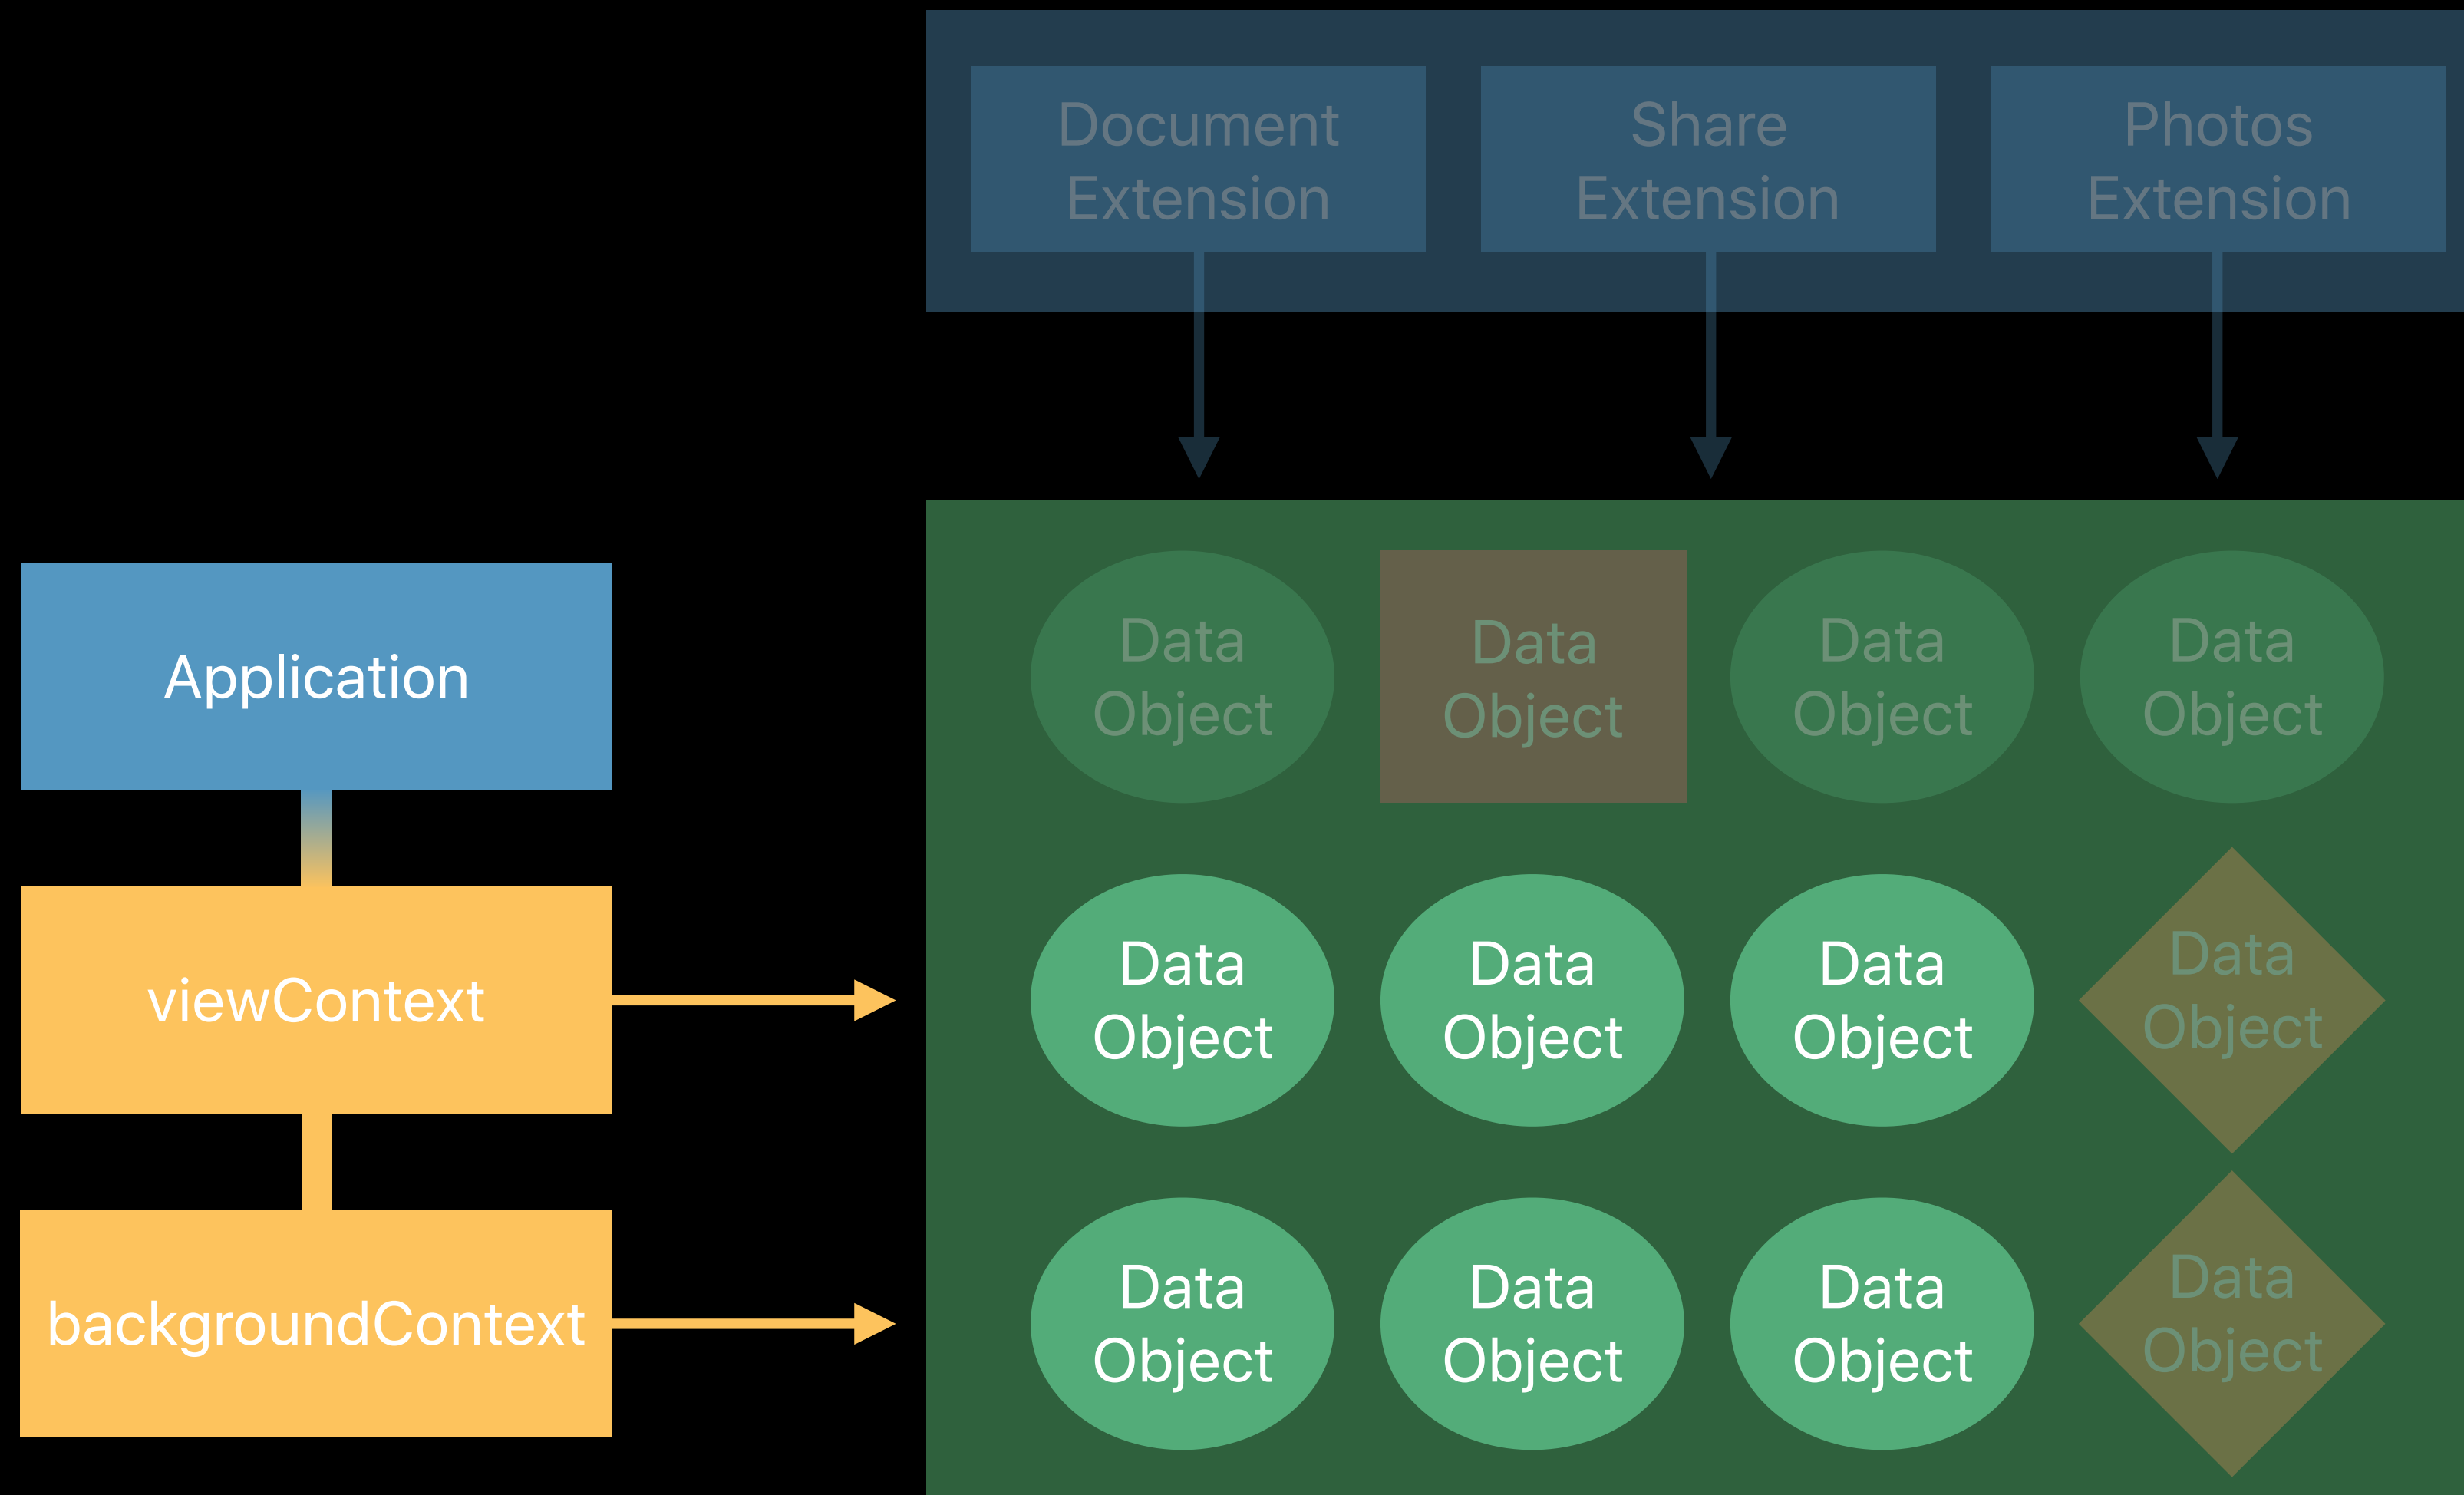 Document
Extension
Share
Extension
Photos
Extension
Application
viewContext
backgroundContext
Data
Object
Data
Object
Data
Object
Data
Object
Data
Object
Data
Object
Data
Object
Data
Object
Data
Object
Data
Object
Data
Object
Data
Object